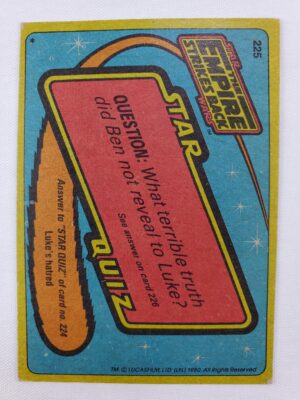 225
STAR
WARS
THE
EMPIRE
STRIKES BACK
STAR
QUIZ
QUESTION: What terrible truth
did Ben not reveal to Luke?
See answer on card 226
Answer to "STAR QUIZ" of card no. 224
Luke's hatred
TM: © LUCASFILM, LTD. (LFL) 1980. All Rights Reserved
*